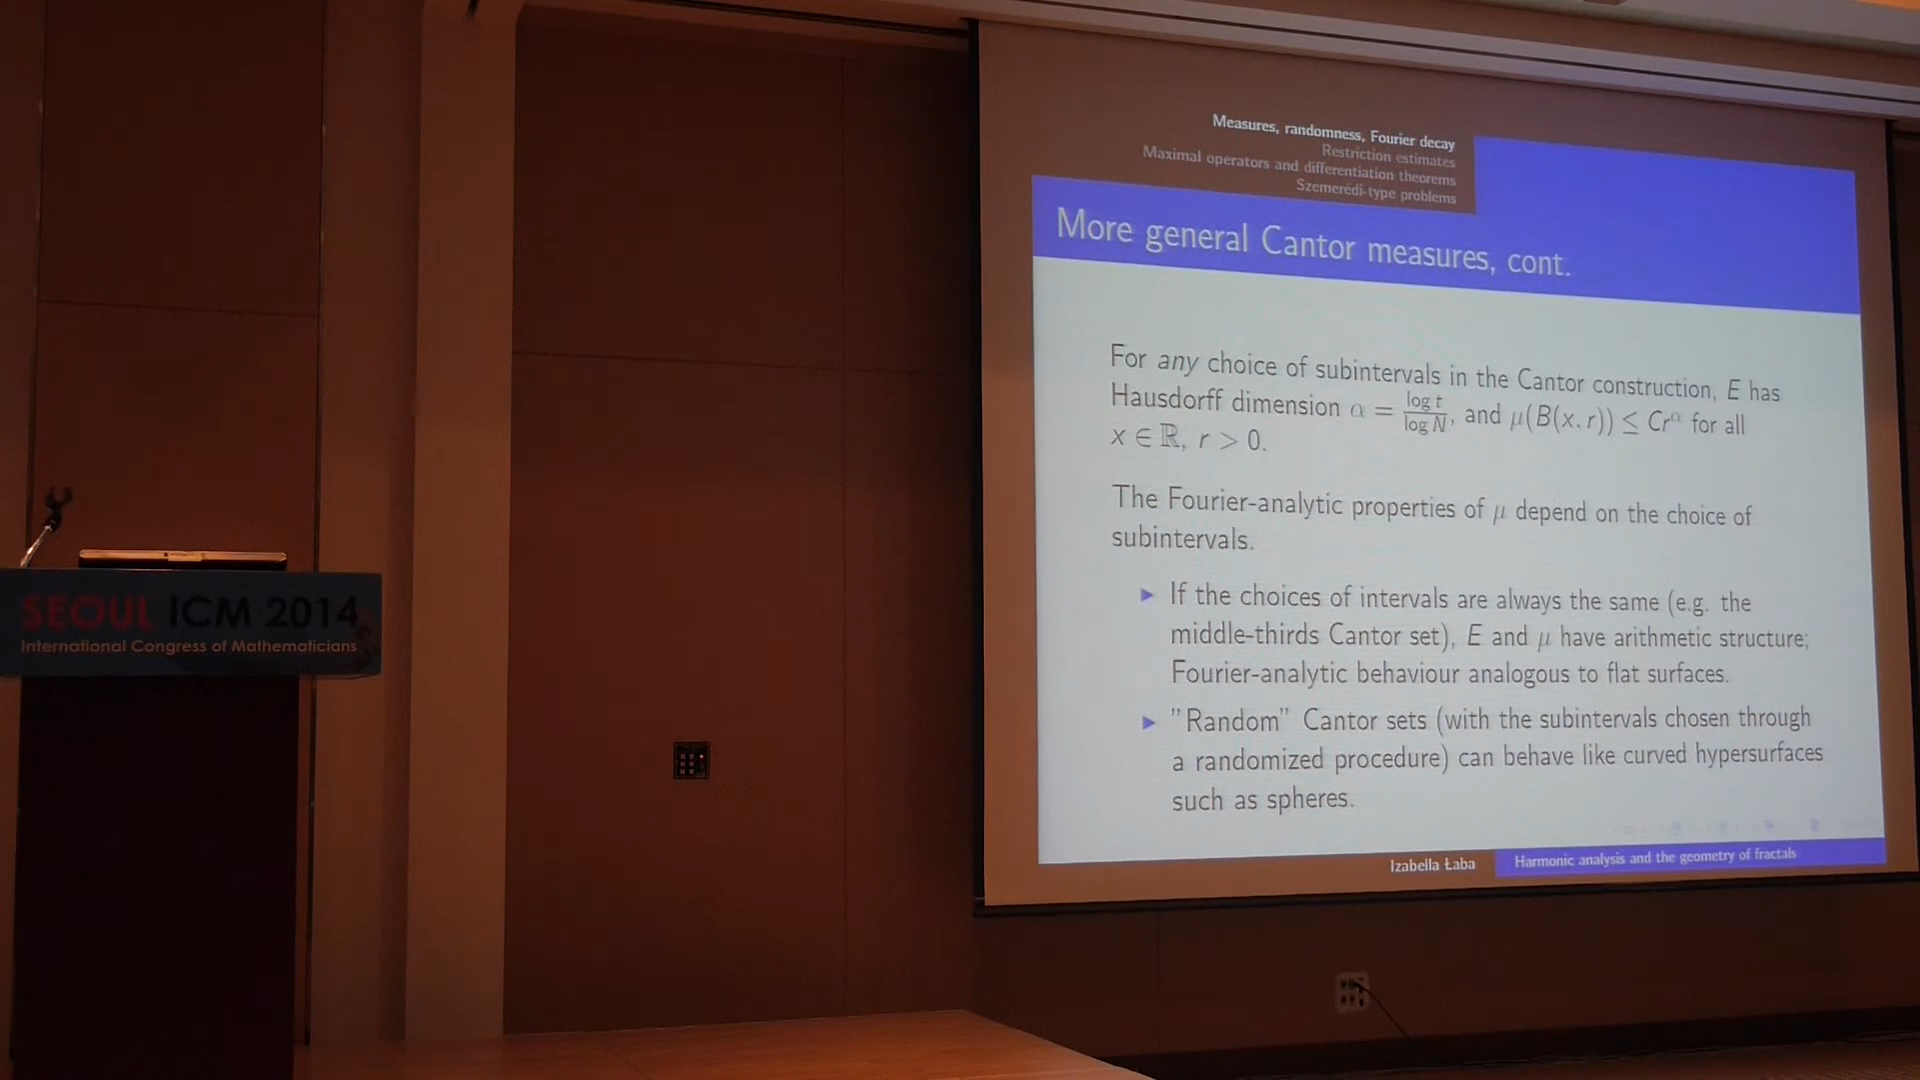 Measures, randomness, Fourier decay
Restriction estimates
Maximal operators and differentiation theorems
Szemerédi-type problems
More general Cantor measures, cont.
For any choice of subintervals in the Cantor construction, E has
Hausdorff dimension α = log t / log N, and μ(B(x, r)) ≤ Cr^α for all
x ∈ ℝ, r > 0.
The Fourier-analytic properties of μ depend on the choice of
subintervals.
► If the choices of intervals are always the same (e.g. the
middle-thirds Cantor set), E and μ have arithmetic structure;
Fourier-analytic behaviour analogous to flat surfaces.
► "Random" Cantor sets (with the subintervals chosen through
a randomized procedure) can behave like curved hypersurfaces
such as spheres.
Izabella Łaba
Harmonic analysis and the geometry of fractals
SEOUL ICM 2014
International Congress of Mathematicians